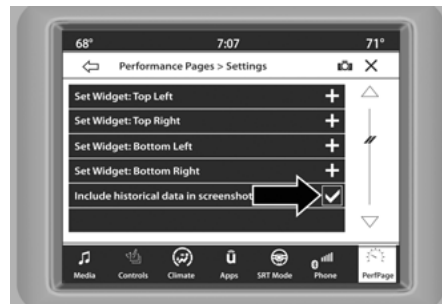 68° 7:07 71°
Performance Pages > Settings
Set Widget: Top Left
Set Widget: Top Right
Set Widget: Bottom Left
Set Widget: Bottom Right
Include historical data in screenshot
Media Controls Climate Apps SRT Mode Phone PerfPage